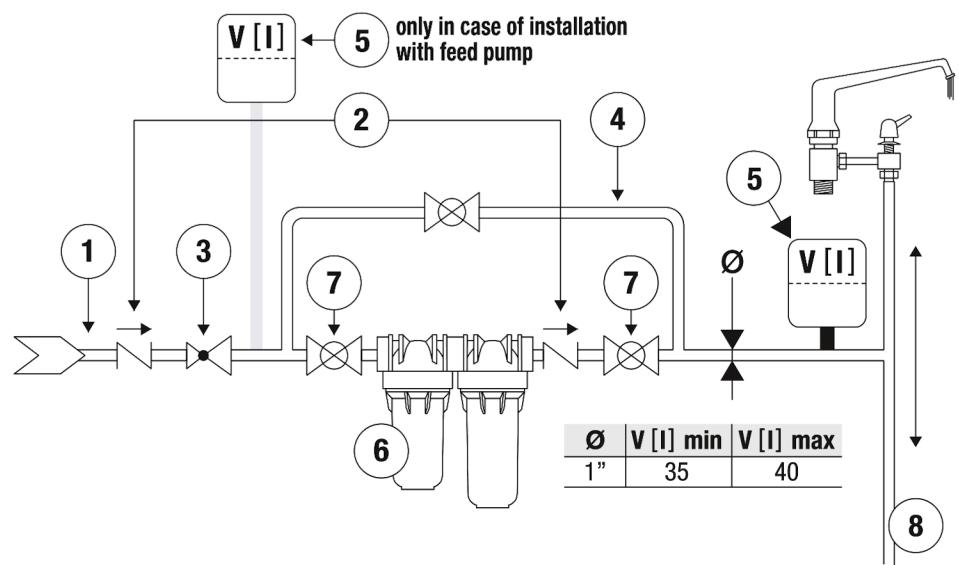 V [I]
5
only in case of installation
with feed pump
2
4
5
1
3
7
7
Ø
V [I]
6
Ø V [I] min V [I] max
1” 35 40
8